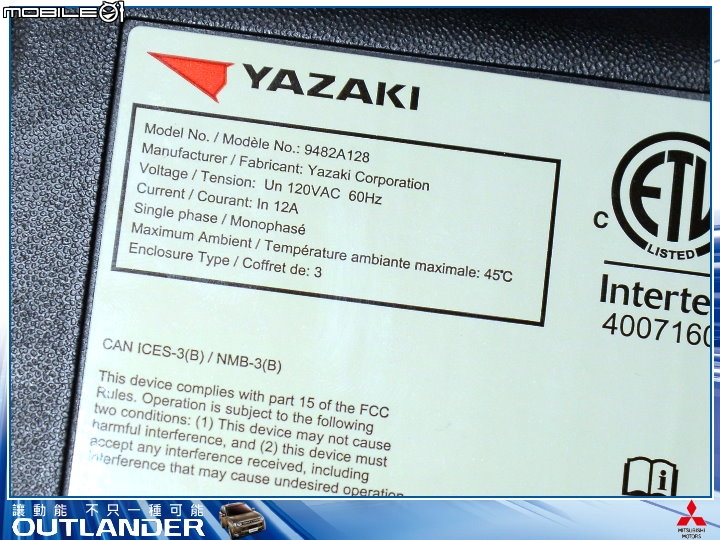 MOBILE01
YAZAKI
Model No. / Modèle No.: 9482A128
Manufacturer / Fabricant: Yazaki Corporation
Voltage / Tension: Un 120VAC 60Hz
Current / Courant: In 12A
Single phase / Monophasé
Maximum Ambient / Température ambiante maximale: 45℃
Enclosure Type / Coffret de: 3
C
ETL
LISTED
Interte
400716
CAN ICES-3(B) / NMB-3(B)
This device complies with part 15 of the FCC
Rules. Operation is subject to the following
two conditions: (1) This device may not cause
harmful interference, and (2) this device must
accept any interference received, including
interference that may cause undesired operation
讓動能 不只一種可能
OUTLANDER
MITSUBISHI
MOTORS